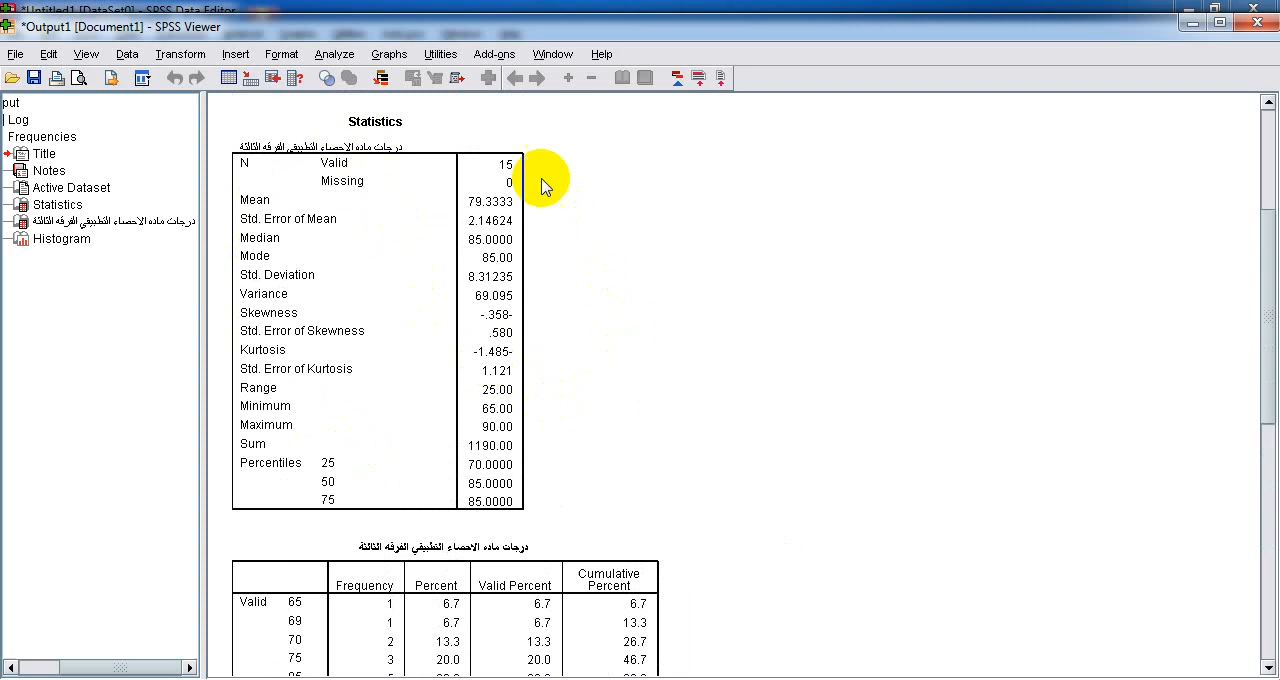 *Untitled1 [DataSet0] - SPSS Data Editor
*Output1 [Document1] - SPSS Viewer
File Edit View Data Transform Insert Format Analyze Graphs Utilities Add-ons Window Help
put
Log
Frequencies
Title
Notes
Active Dataset
Statistics
درجات ماده الاحصاء التطبيقي الفرقه الثالثة
Histogram
Statistics
درجات ماده الاحصاء التطبيقي الفرقه الثالثة
N Valid 15
Missing 0
Mean 79.3333
Std. Error of Mean 2.14624
Median 85.0000
Mode 85.00
Std. Deviation 8.31235
Variance 69.095
Skewness -.358-
Std. Error of Skewness .580
Kurtosis -1.485-
Std. Error of Kurtosis 1.121
Range 25.00
Minimum 65.00
Maximum 90.00
Sum 1190.00
Percentiles 25 70.0000
50 85.0000
75 85.0000
درجات ماده الاحصاء التطبيقي الفرقه الثالثة
Frequency Percent Valid Percent Cumulative Percent
Valid 65 1 6.7 6.7 6.7
69 1 6.7 6.7 13.3
70 2 13.3 13.3 26.7
75 3 20.0 20.0 46.7